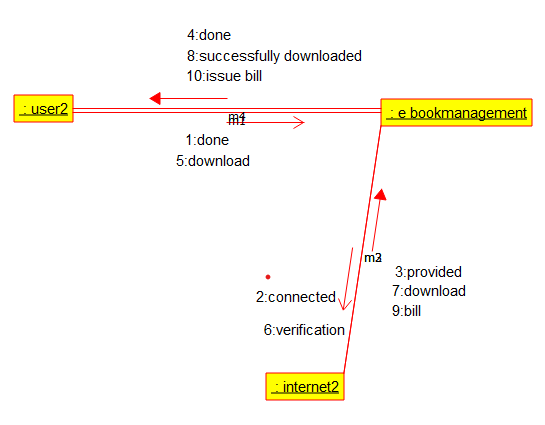 4:done
8:successfully downloaded
10:issue bill
: user2
: e bookmanagement
1:done
5:download
3:provided
7:download
9:bill
2:connected
6:verification
: internet2